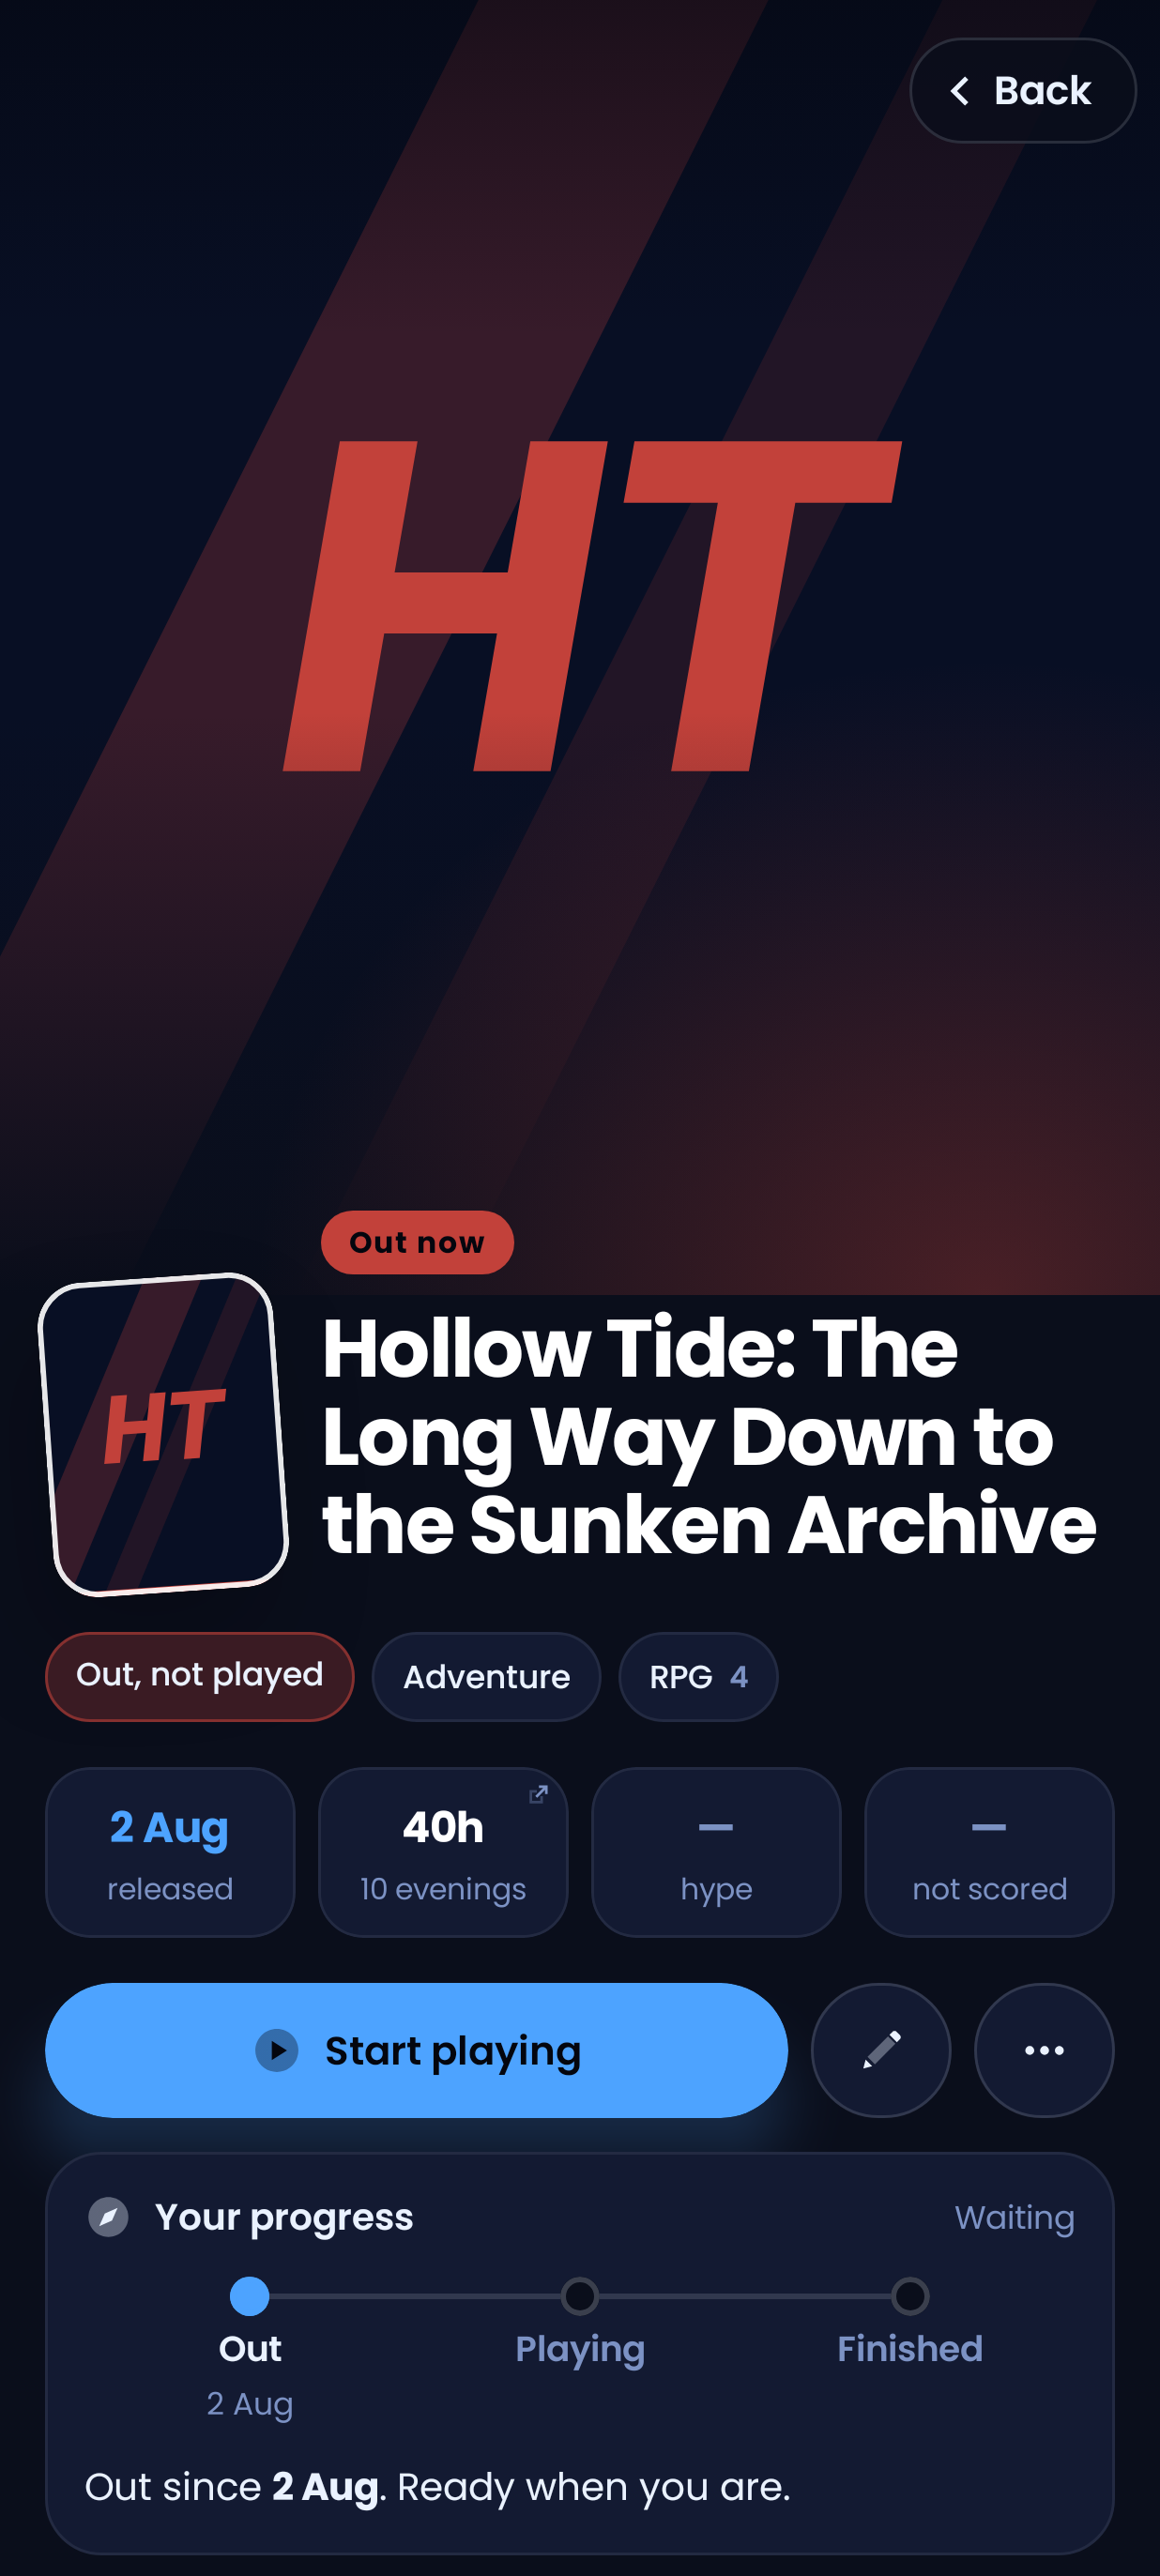 Back
HT
Out now
HT
Hollow Tide: The
Long Way Down to
the Sunken Archive
Out, not played
Adventure
RPG 4
2 Aug
released
40h
10 evenings
—
hype
—
not scored
Start playing
Your progress
Waiting
Out
Playing
Finished
2 Aug
Out since 2 Aug. Ready when you are.